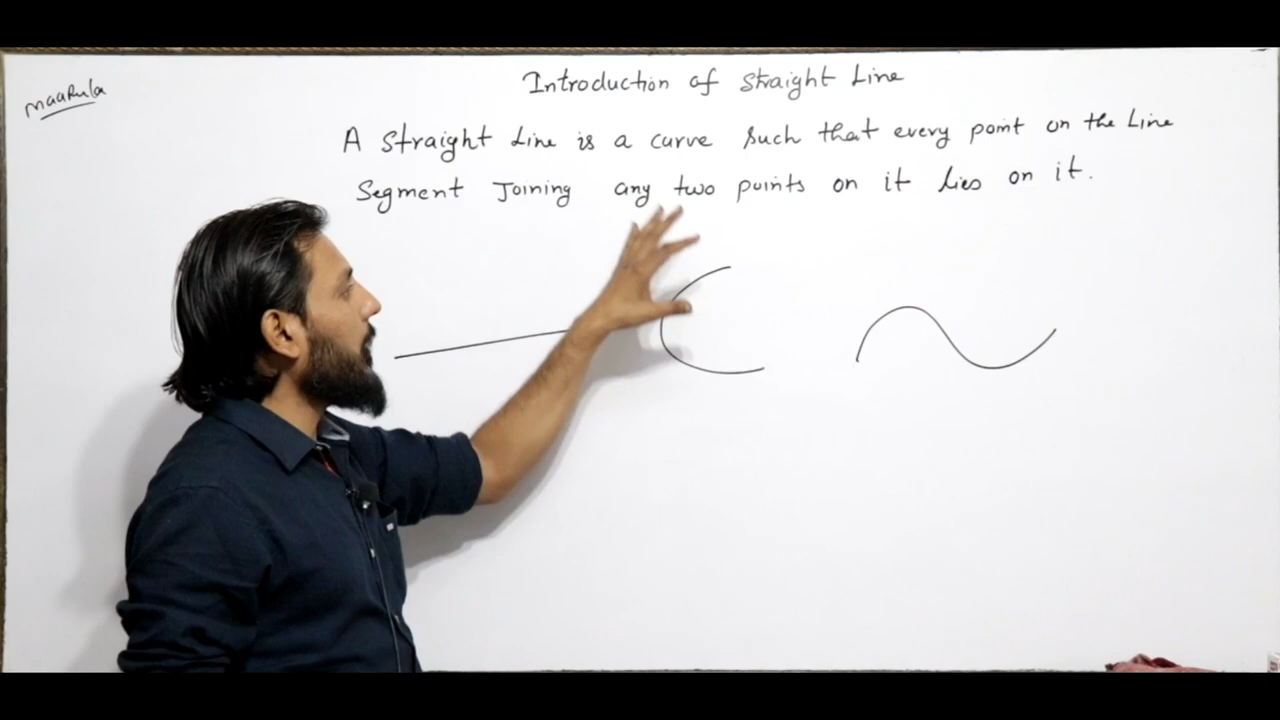 maaRula
Introduction of Straight Line
A Straight Line is a curve Such that every point on the Line
Segment Joining any two points on it lies on it.